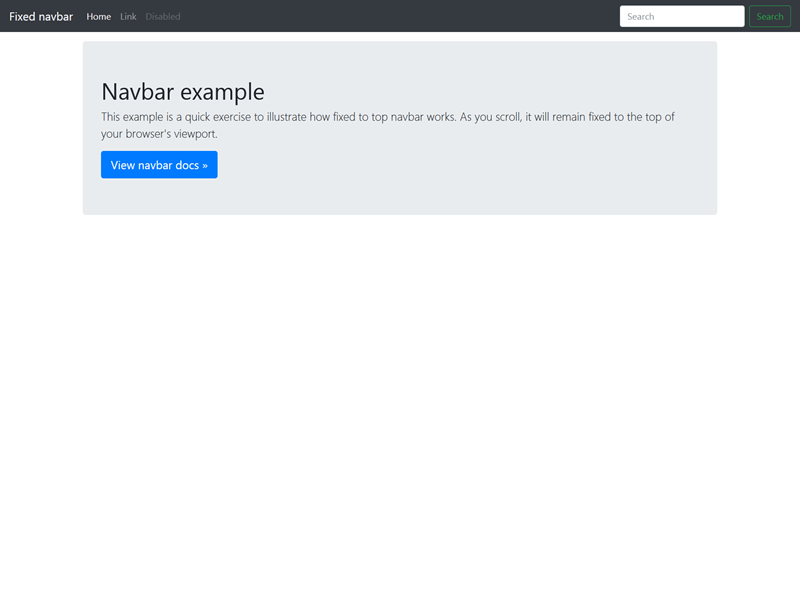 Fixed navbar Home Link Disabled Search Search
Navbar example
This example is a quick exercise to illustrate how fixed to top navbar works. As you scroll, it will remain fixed to the top of
your browser's viewport.
View navbar docs »